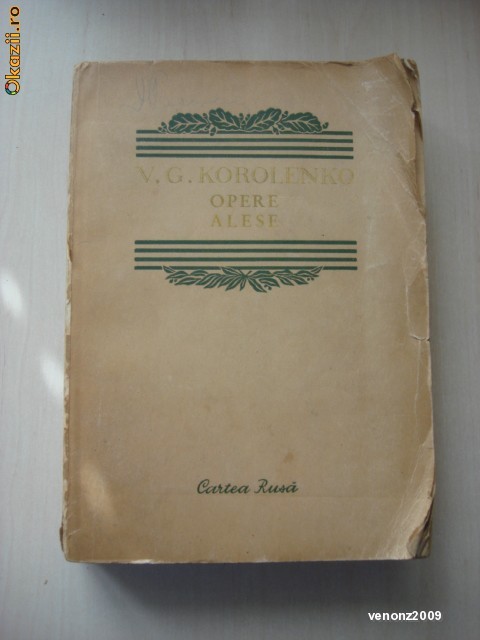 Okazii.ro
V. G. KOROLENKO
OPERE
ALESE
Cartea Rusă
venonz2009